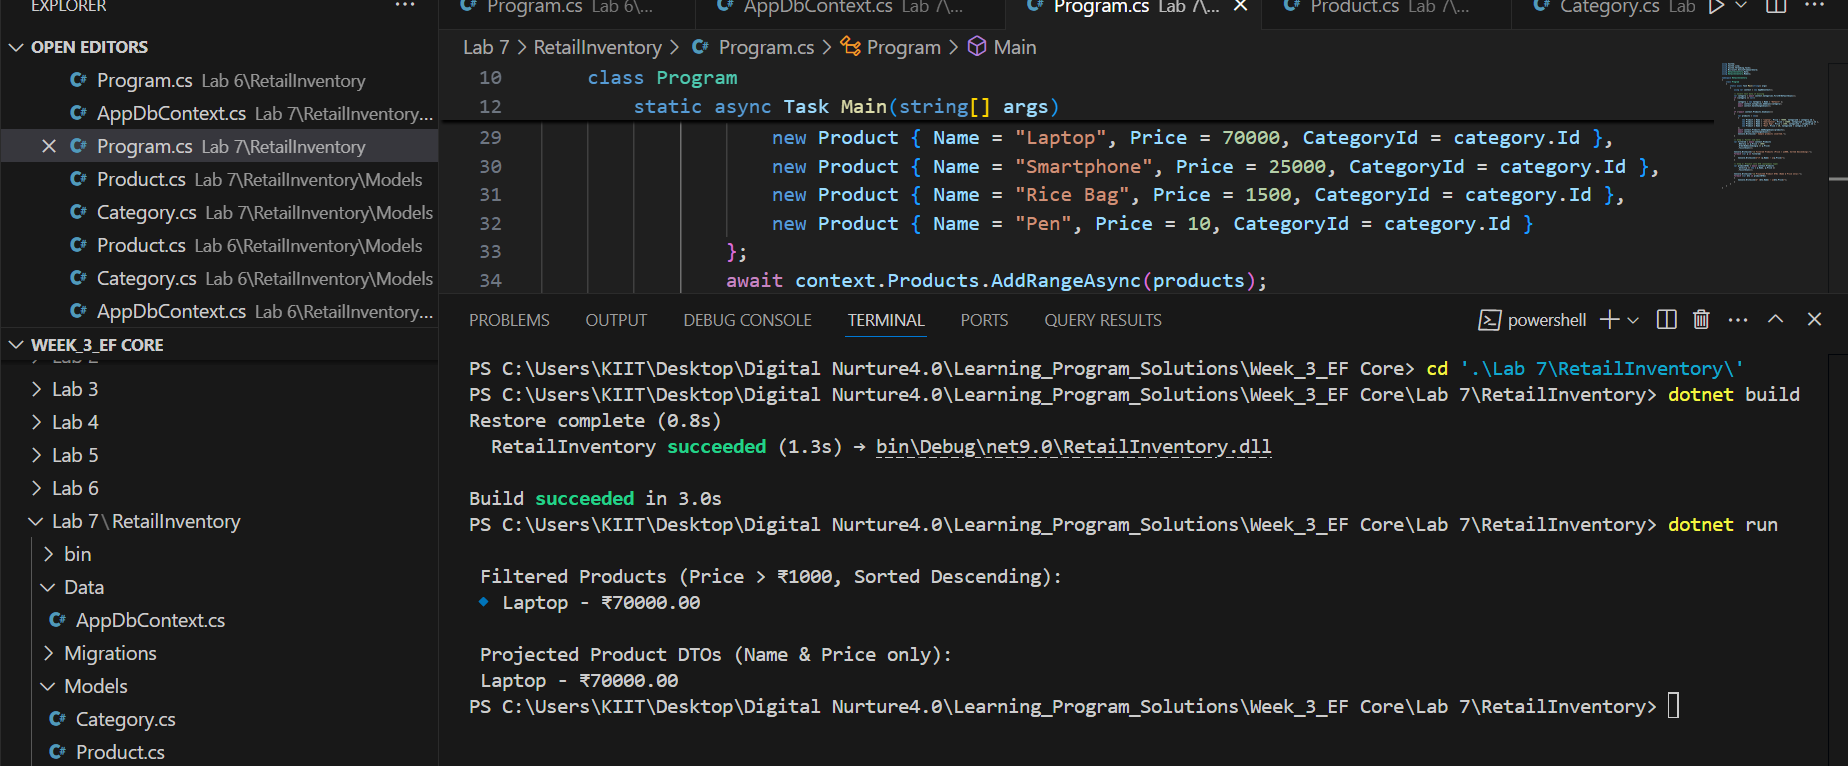 EXPLORER ···
OPEN EDITORS
Program.cs Lab 6\RetailInventory
AppDbContext.cs Lab 7\RetailInventory...
Program.cs Lab 7\RetailInventory
Product.cs Lab 7\RetailInventory\Models
Category.cs Lab 7\RetailInventory\Models
Product.cs Lab 6\RetailInventory\Models
Category.cs Lab 6\RetailInventory\Models
AppDbContext.cs Lab 6\RetailInventory...
WEEK_3_EF CORE
Lab 2
Lab 3
Lab 4
Lab 5
Lab 6
Lab 7\RetailInventory
bin
Data
AppDbContext.cs
Migrations
Models
Category.cs
Product.cs
Program.cs Lab 6\... AppDbContext.cs Lab 7\... Program.cs Lab 7\... Product.cs Lab 7\... Category.cs Lab
Lab 7 > RetailInventory > Program.cs > Program > Main
10 class Program
12 static async Task Main(string[] args)
29 new Product { Name = "Laptop", Price = 70000, CategoryId = category.Id },
30 new Product { Name = "Smartphone", Price = 25000, CategoryId = category.Id },
31 new Product { Name = "Rice Bag", Price = 1500, CategoryId = category.Id },
32 new Product { Name = "Pen", Price = 10, CategoryId = category.Id }
33 };
34 await context.Products.AddRangeAsync(products);
PROBLEMS OUTPUT DEBUG CONSOLE TERMINAL PORTS QUERY RESULTS powershell
PS C:\Users\KIIT\Desktop\Digital Nurture4.0\Learning_Program_Solutions\Week_3_EF Core> cd '.\Lab 7\RetailInventory\'
PS C:\Users\KIIT\Desktop\Digital Nurture4.0\Learning_Program_Solutions\Week_3_EF Core\Lab 7\RetailInventory> dotnet build
Restore complete (0.8s)
RetailInventory succeeded (1.3s) → bin\Debug\net9.0\RetailInventory.dll
Build succeeded in 3.0s
PS C:\Users\KIIT\Desktop\Digital Nurture4.0\Learning_Program_Solutions\Week_3_EF Core\Lab 7\RetailInventory> dotnet run
Filtered Products (Price > ₹1000, Sorted Descending):
🔹 Laptop - ₹70000.00
Projected Product DTOs (Name & Price only):
Laptop - ₹70000.00
PS C:\Users\KIIT\Desktop\Digital Nurture4.0\Learning_Program_Solutions\Week_3_EF Core\Lab 7\RetailInventory>